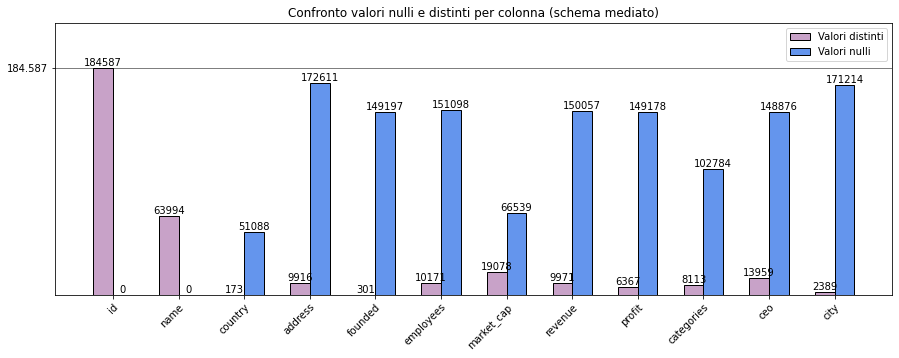 Confronto valori nulli e distinti per colonna (schema mediato)
Valori distinti
Valori nulli
184.587
184587
0
63994
0
173
51088
9916
172611
301
149197
10171
151098
19078
66539
9971
150057
6367
149178
8113
102784
13959
148876
2389
171214
id
name
country
address
founded
employees
market_cap
revenue
profit
categories
ceo
city